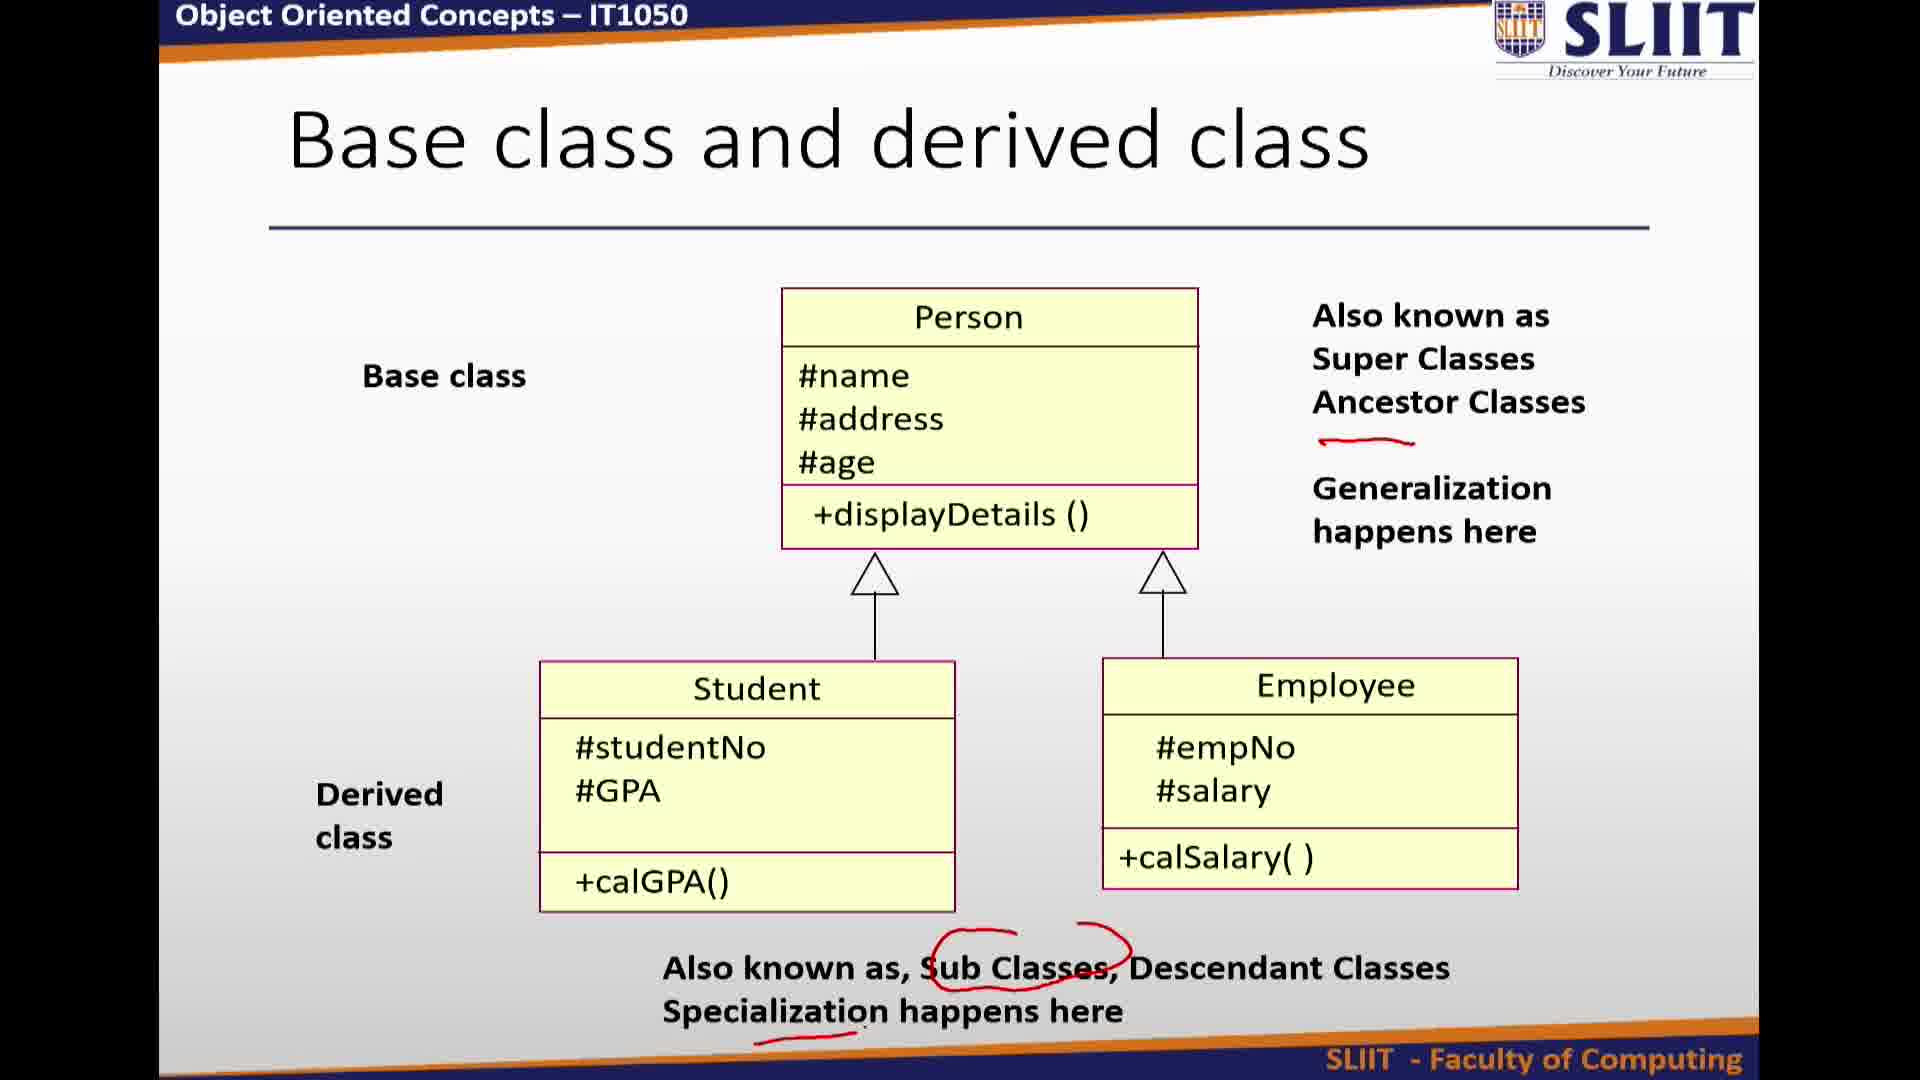 Object Oriented Concepts – IT1050
SLIIT
SLIIT
Discover Your Future
Base class and derived class
Person
Also known as
Super Classes
Ancestor Classes
Base class
#name
#address
#age
Generalization
happens here
+displayDetails ()
Student
Employee
#studentNo
#GPA
#empNo
#salary
Derived
class
+calGPA()
+calSalary( )
Also known as, Sub Classes, Descendant Classes
Specialization happens here
SLIIT - Faculty of Computing